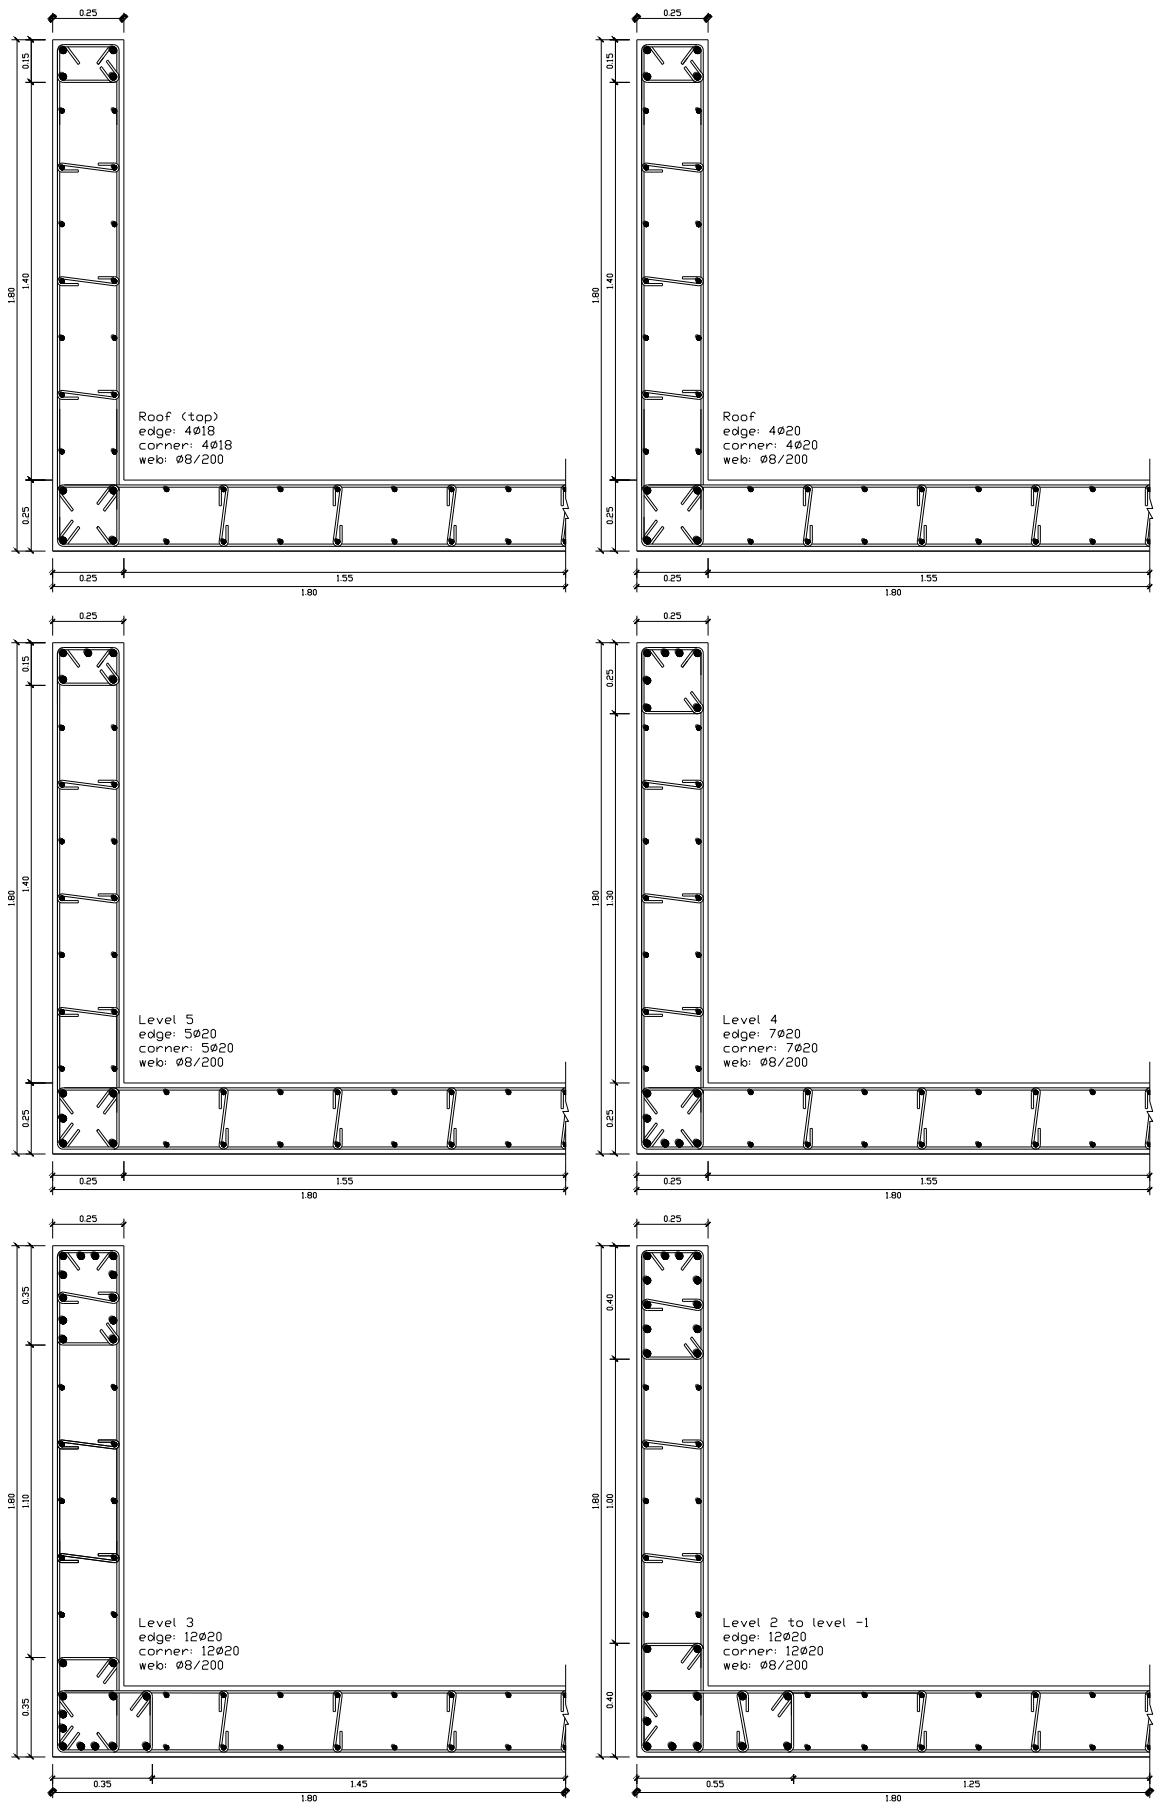 0.25
0.15
1.80
1.40
Roof (top)
edge: 4Ø18
corner: 4Ø18
web: Ø8/200
0.25
0.25
1.55
1.80
0.25
0.15
1.80
1.40
Roof
edge: 4Ø20
corner: 4Ø20
web: Ø8/200
0.25
0.25
1.55
1.80
0.25
0.15
1.80
1.40
Level 5
edge: 5Ø20
corner: 5Ø20
web: Ø8/200
0.25
0.25
1.55
1.80
0.25
0.25
1.80
1.30
Level 4
edge: 7Ø20
corner: 7Ø20
web: Ø8/200
0.25
0.25
1.55
1.80
0.25
0.35
1.80
1.10
Level 3
edge: 12Ø20
corner: 12Ø20
web: Ø8/200
0.35
0.35
1.45
1.80
0.25
0.40
1.80
1.00
Level 2 to level -1
edge: 12Ø20
corner: 12Ø20
web: Ø8/200
0.40
0.55
1.25
1.80